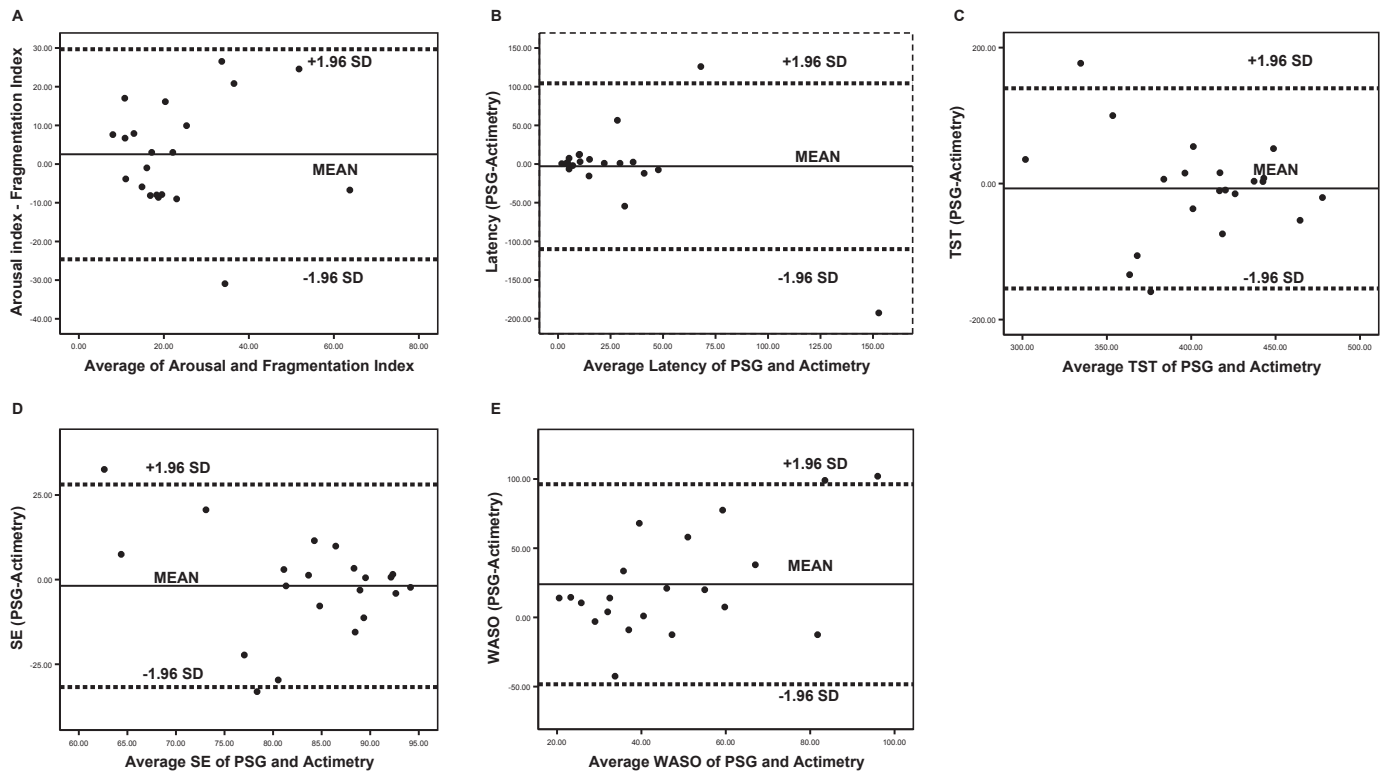 A
Arousal index - Fragmentation Index
30.00
20.00
10.00
0.00
-10.00
-20.00
-30.00
-40.00
+1.96 SD
MEAN
-1.96 SD
0.00 20.00 40.00 60.00 80.00
Average of Arousal and Fragmentation Index
B
Latency (PSG-Actimetry)
150.00
100.00
50.00
0.00
-50.00
-100.00
-150.00
-200.00
+1.96 SD
MEAN
-1.96 SD
0.00 25.00 50.00 75.00 100.00 125.00 150.00
Average Latency of PSG and Actimetry
C
TST (PSG-Actimetry)
200.00
0.00
-200.00
+1.96 SD
MEAN
-1.96 SD
300.00 350.00 400.00 450.00 500.00
Average TST of PSG and Actimetry
D
SE (PSG-Actimetry)
25.00
0.00
-25.00
+1.96 SD
MEAN
-1.96 SD
60.00 65.00 70.00 75.00 80.00 85.00 90.00 95.00
Average SE of PSG and Actimetry
E
WASO (PSG-Actimetry)
100.00
50.00
0.00
-50.00
+1.96 SD
MEAN
-1.96 SD
20.00 40.00 60.00 80.00 100.00
Average WASO of PSG and Actimetry